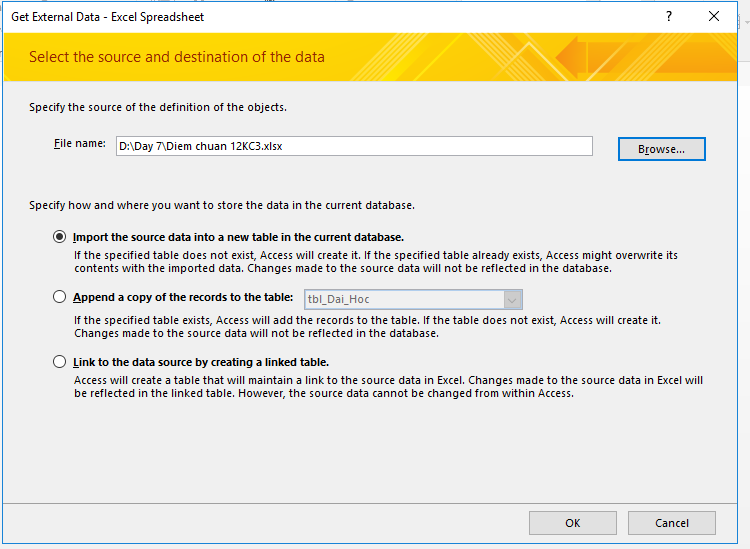 Get External Data - Excel Spreadsheet
Select the source and destination of the data
Specify the source of the definition of the objects.
File name: D:\Day 7\Diem chuan 12KC3.xlsx Browse...
Specify how and where you want to store the data in the current database.
Import the source data into a new table in the current database.
If the specified table does not exist, Access will create it. If the specified table already exists, Access might overwrite its
contents with the imported data. Changes made to the source data will not be reflected in the database.
Append a copy of the records to the table: tbl_Dai_Hoc
If the specified table exists, Access will add the records to the table. If the table does not exist, Access will create it.
Changes made to the source data will not be reflected in the database.
Link to the data source by creating a linked table.
Access will create a table that will maintain a link to the source data in Excel. Changes made to the source data in Excel will
be reflected in the linked table. However, the source data cannot be changed from within Access.
OK Cancel